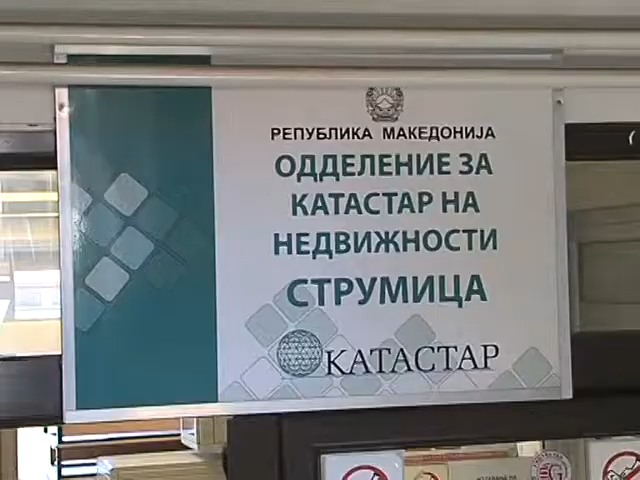 РЕПУБЛИКА МАКЕДОНИЈА
ОДДЕЛЕНИЕ ЗА
КАТАСТАР НА
НЕДВИЖНОСТИ
СТРУМИЦА
КАТАСТАР